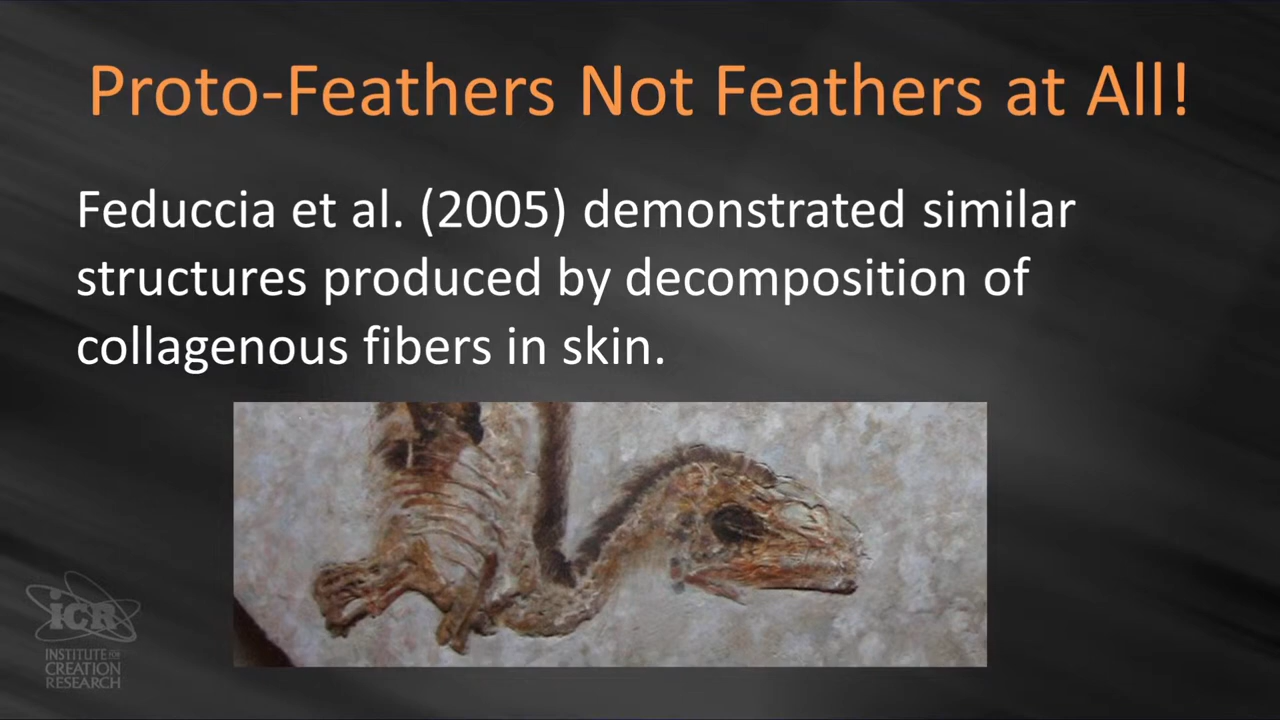 Proto-Feathers Not Feathers at All!
Feduccia et al. (2005) demonstrated similar
structures produced by decomposition of
collagenous fibers in skin.
iCR
INSTITUTE FOR
CREATION
RESEARCH